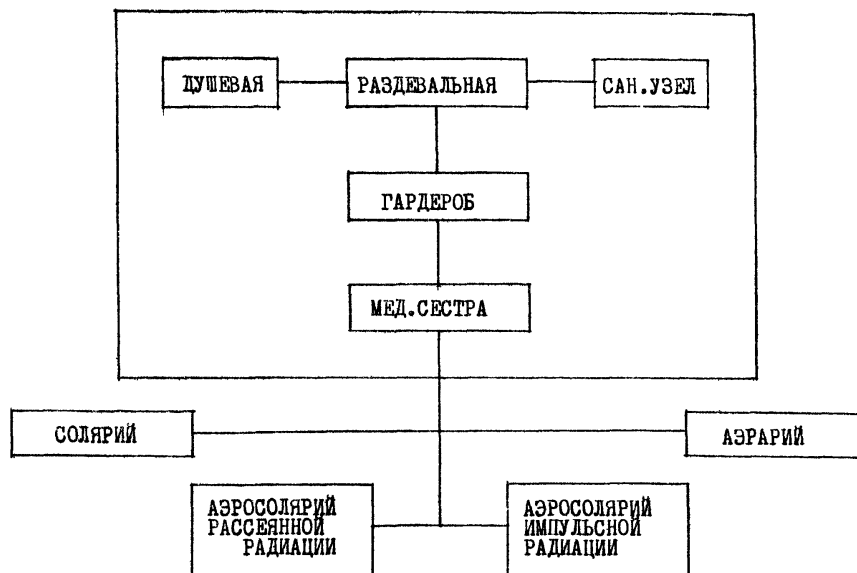 ДУШЕВАЯ
РАЗДЕВАЛЬНАЯ
САН.УЗЕЛ
ГАРДЕРОБ
МЕД.СЕСТРА
СОЛЯРИЙ
АЭРАРИЙ
АЭРОСОЛЯРИЙ
РАССЕЯННОЙ
РАДИАЦИИ
АЭРОСОЛЯРИЙ
ИМПУЛЬСНОЙ
РАДИАЦИИ